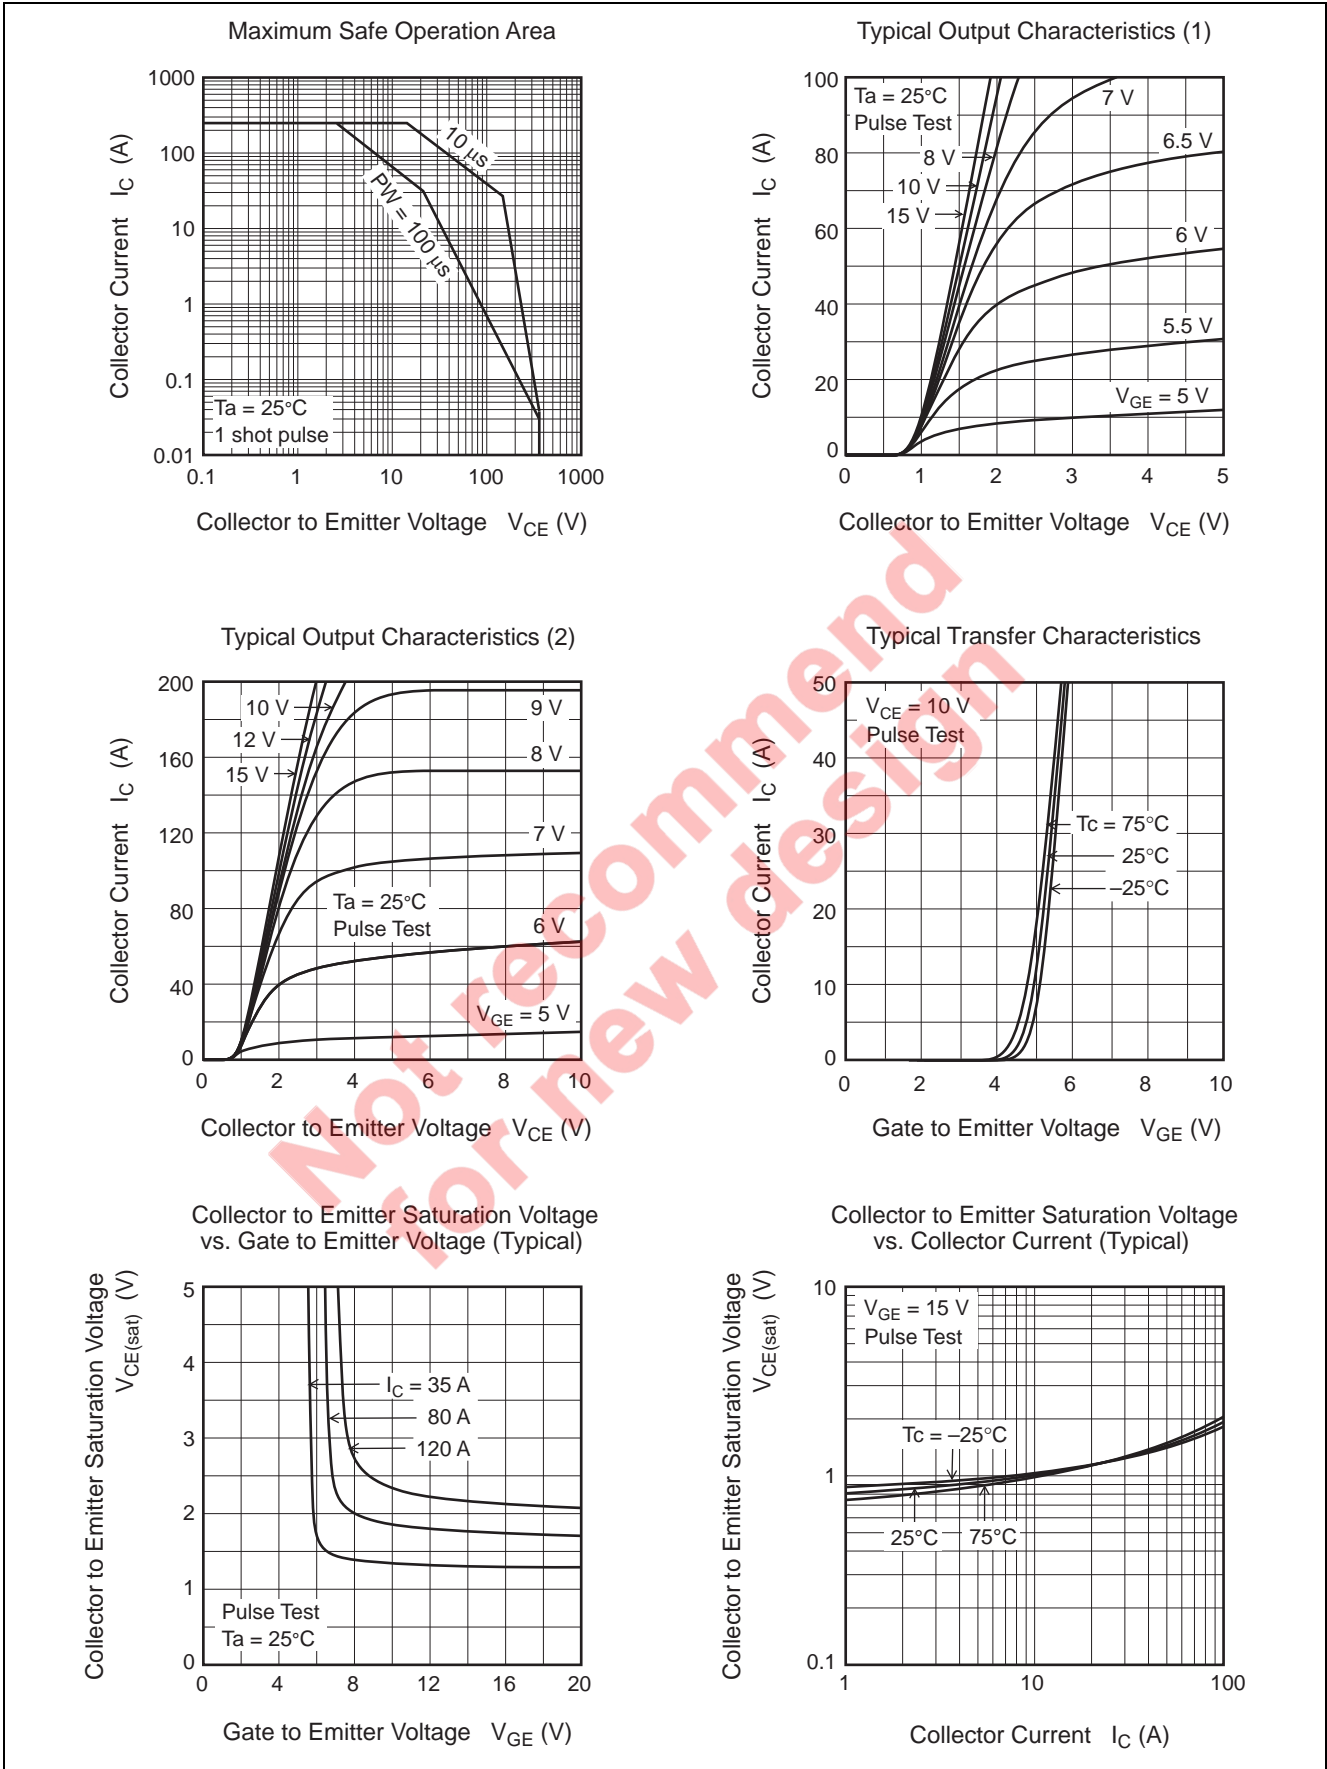 Maximum Safe Operation Area
1000
100
10
1
0.1
0.01
Collector Current IC (A)
10 μs
PW = 100 μs
Ta = 25°C
1 shot pulse
0.1 1 10 100 1000
Collector to Emitter Voltage VCE (V)
Typical Output Characteristics (1)
100
80
60
40
20
0
Collector Current IC (A)
Ta = 25°C
Pulse Test
7 V
8 V
6.5 V
10 V
15 V
6 V
5.5 V
VGE = 5 V
0 1 2 3 4 5
Collector to Emitter Voltage VCE (V)
Typical Output Characteristics (2)
200
160
120
80
40
0
Collector Current IC (A)
10 V
12 V
15 V
9 V
8 V
7 V
Ta = 25°C
Pulse Test
6 V
VGE = 5 V
0 2 4 6 8 10
Collector to Emitter Voltage VCE (V)
Typical Transfer Characteristics
50
40
30
20
10
0
Collector Current IC (A)
VCE = 10 V
Pulse Test
Tc = 75°C
25°C
–25°C
0 2 4 6 8 10
Gate to Emitter Voltage VGE (V)
Collector to Emitter Saturation Voltage
vs. Gate to Emitter Voltage (Typical)
5
4
3
2
1
0
Collector to Emitter Saturation Voltage
VCE(sat) (V)
IC = 35 A
80 A
120 A
Pulse Test
Ta = 25°C
0 4 8 12 16 20
Gate to Emitter Voltage VGE (V)
Collector to Emitter Saturation Voltage
vs. Collector Current (Typical)
10
1
0.1
Collector to Emitter Saturation Voltage
VCE(sat) (V)
VGE = 15 V
Pulse Test
Tc = –25°C
25°C 75°C
1 10 100
Collector Current IC (A)
Not recommend
for new design